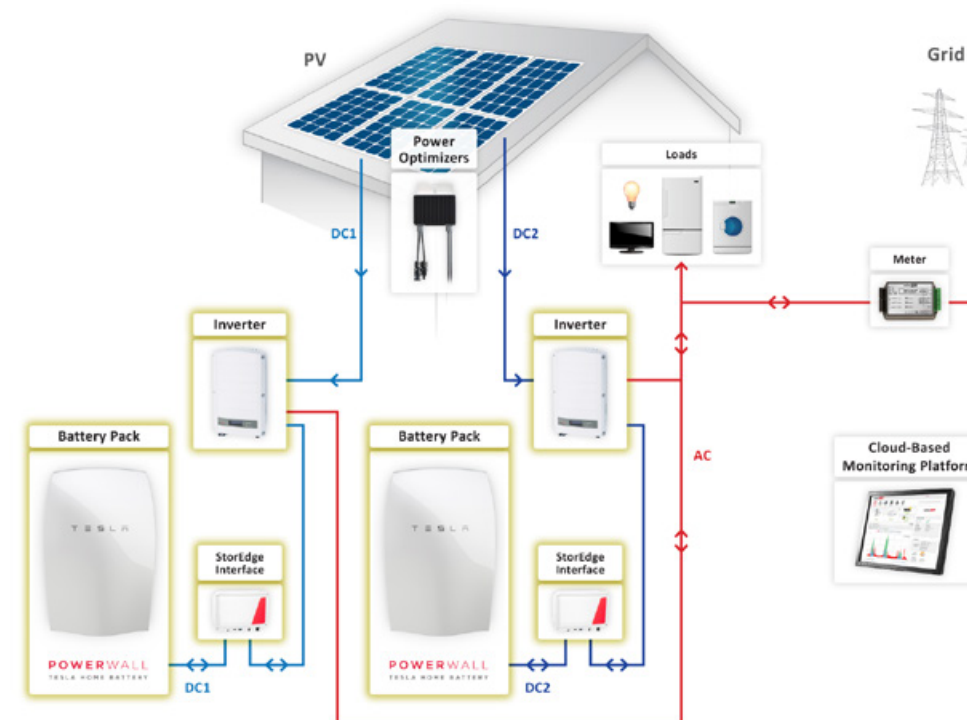 PV
Grid
Power
Optimizers
Loads
DC1
DC2
Meter
Inverter
Inverter
Battery Pack
Battery Pack
AC
Cloud-Based
Monitoring Platform
TESLA
TESLA
StorEdge
Interface
StorEdge
Interface
POWERWALL
TESLA HOME BATTERY
DC1
POWERWALL
TESLA HOME BATTERY
DC2